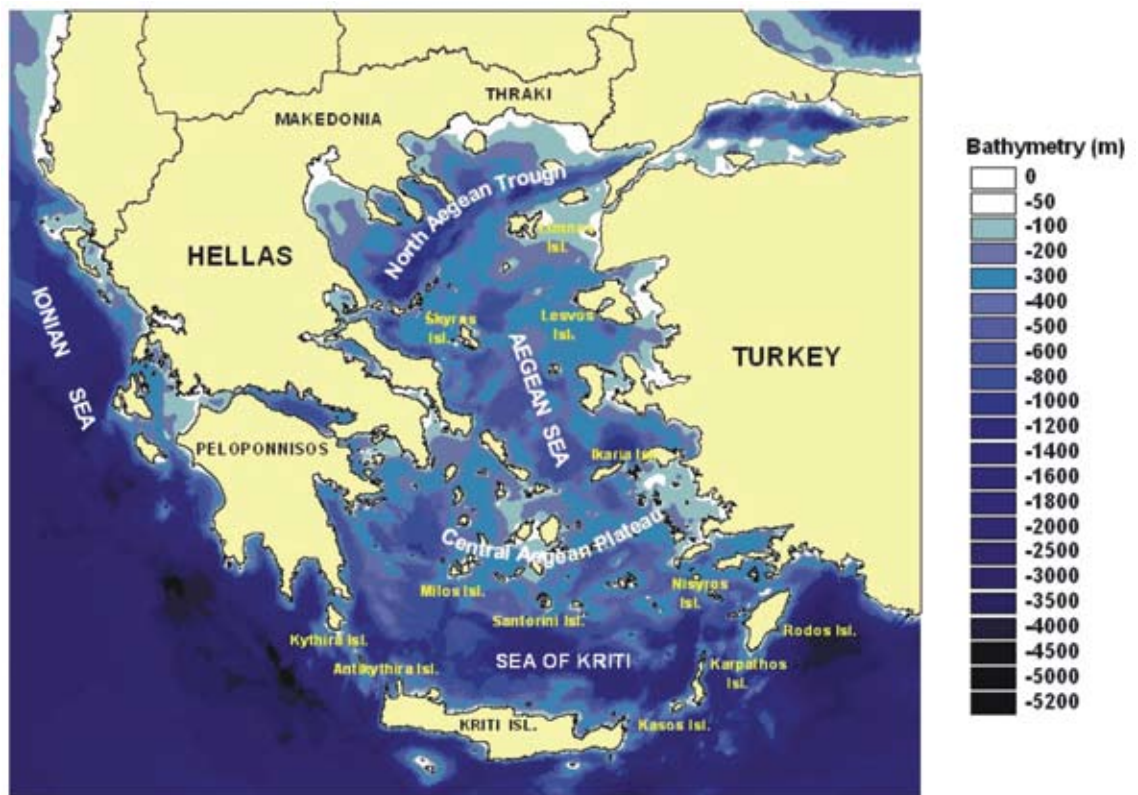 THRAKI
MAKEDONIA
North Aegean Trough
HELLAS
Limnos
Isl.
IONIAN SEA
Skyros
Isl.
Lesvos
Isl.
AEGEAN SEA
TURKEY
PELOPONNISOS
Ikaria Isl.
Central Aegean Plateau
Milos Isl.
Nisyros
Isl.
Santorini Isl.
Kythira Isl.
Rodos Isl.
SEA OF KRITI
Antikythira Isl.
Karpathos
Isl.
KRITI ISL.
Kasos Isl.
Bathymetry (m)
0
-50
-100
-200
-300
-400
-500
-600
-800
-1000
-1400
-1600
-1800
-2000
-2500
-3000
-3500
-4000
-4500
-5000
-5200